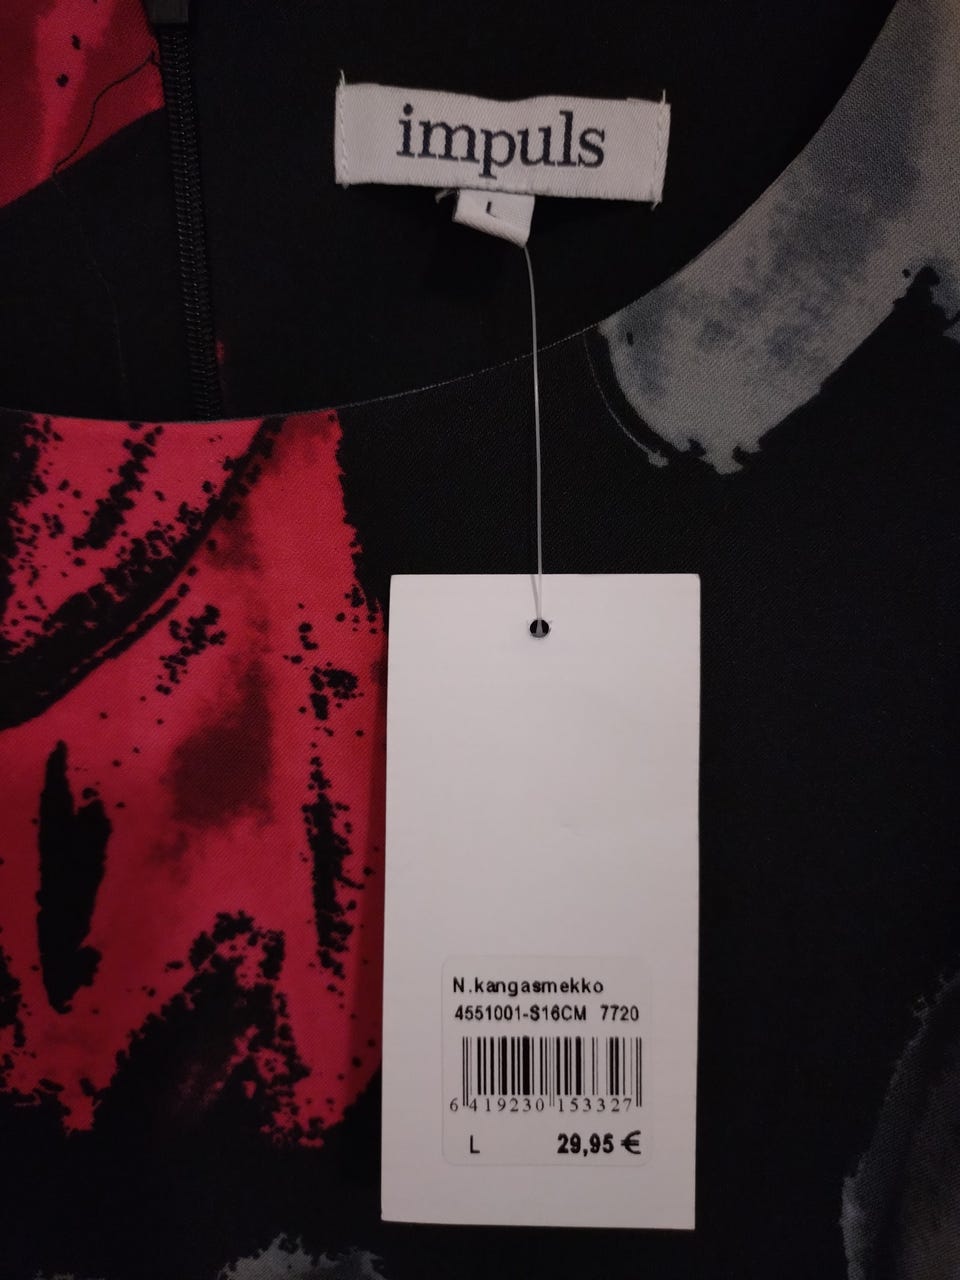 impuls
L
N.kangasmekko
4551001-S16CM 7720
6 419230 153327
L 29,95 €